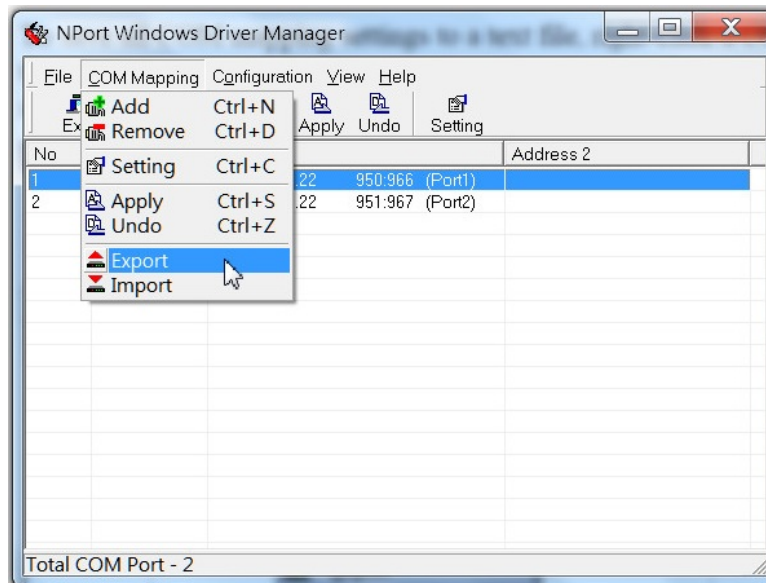 NPort Windows Driver Manager
File COM Mapping Configuration View Help
Ex Apply Undo Setting
Add Ctrl+N
Remove Ctrl+D
Setting Ctrl+C
Apply Ctrl+S
Undo Ctrl+Z
Export
Import
No Address 2
1 .22 950:966 (Port1)
2 .22 951:967 (Port2)
Total COM Port - 2